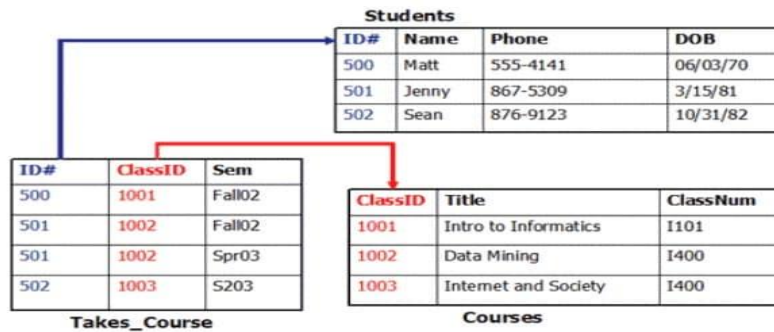 Students
ID# Name Phone DOB
500 Matt 555-4141 06/03/70
501 Jenny 867-5309 3/15/81
502 Sean 876-9123 10/31/82
ID# ClassID Sem
500 1001 Fall02
501 1002 Fall02
501 1002 Spr03
502 1003 S203
Takes_Course
ClassID Title ClassNum
1001 Intro to Informatics I101
1002 Data Mining I400
1003 Internet and Society I400
Courses